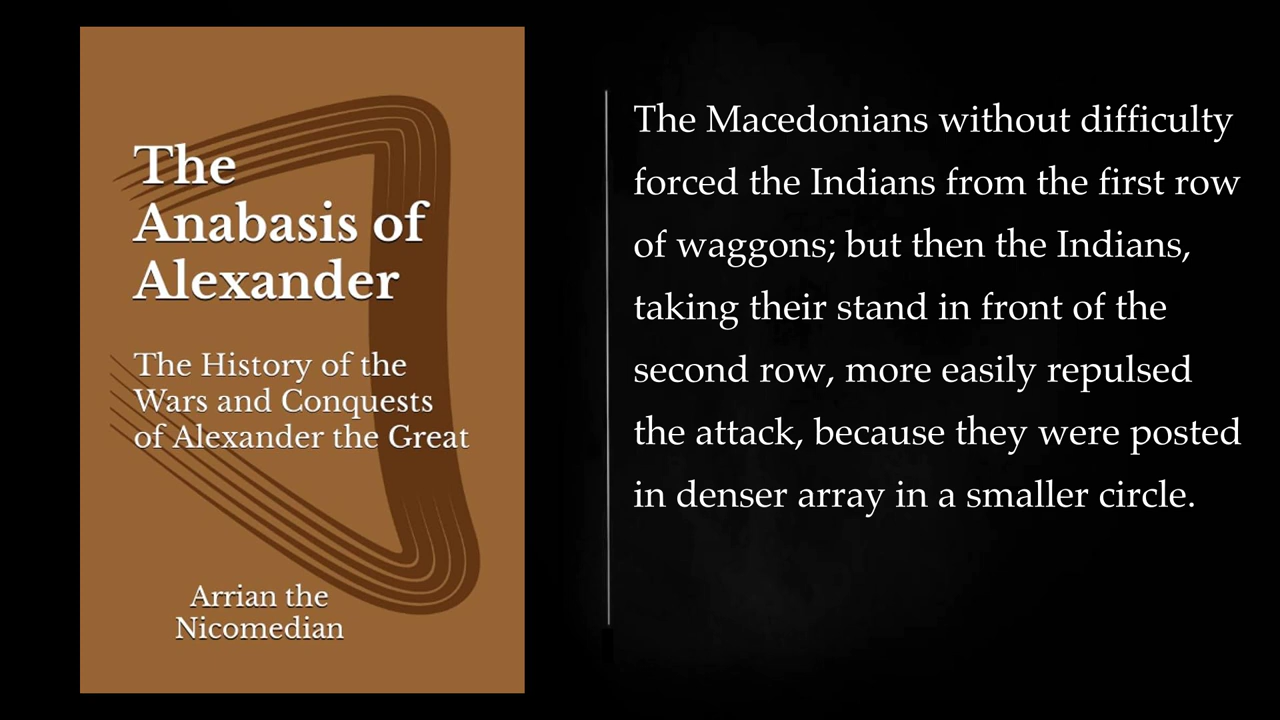 The
Anabasis of
Alexander
The History of the
Wars and Conquests
of Alexander the Great
Arrian the
Nicomedian
The Macedonians without difficulty
forced the Indians from the first row
of waggons; but then the Indians,
taking their stand in front of the
second row, more easily repulsed
the attack, because they were posted
in denser array in a smaller circle.